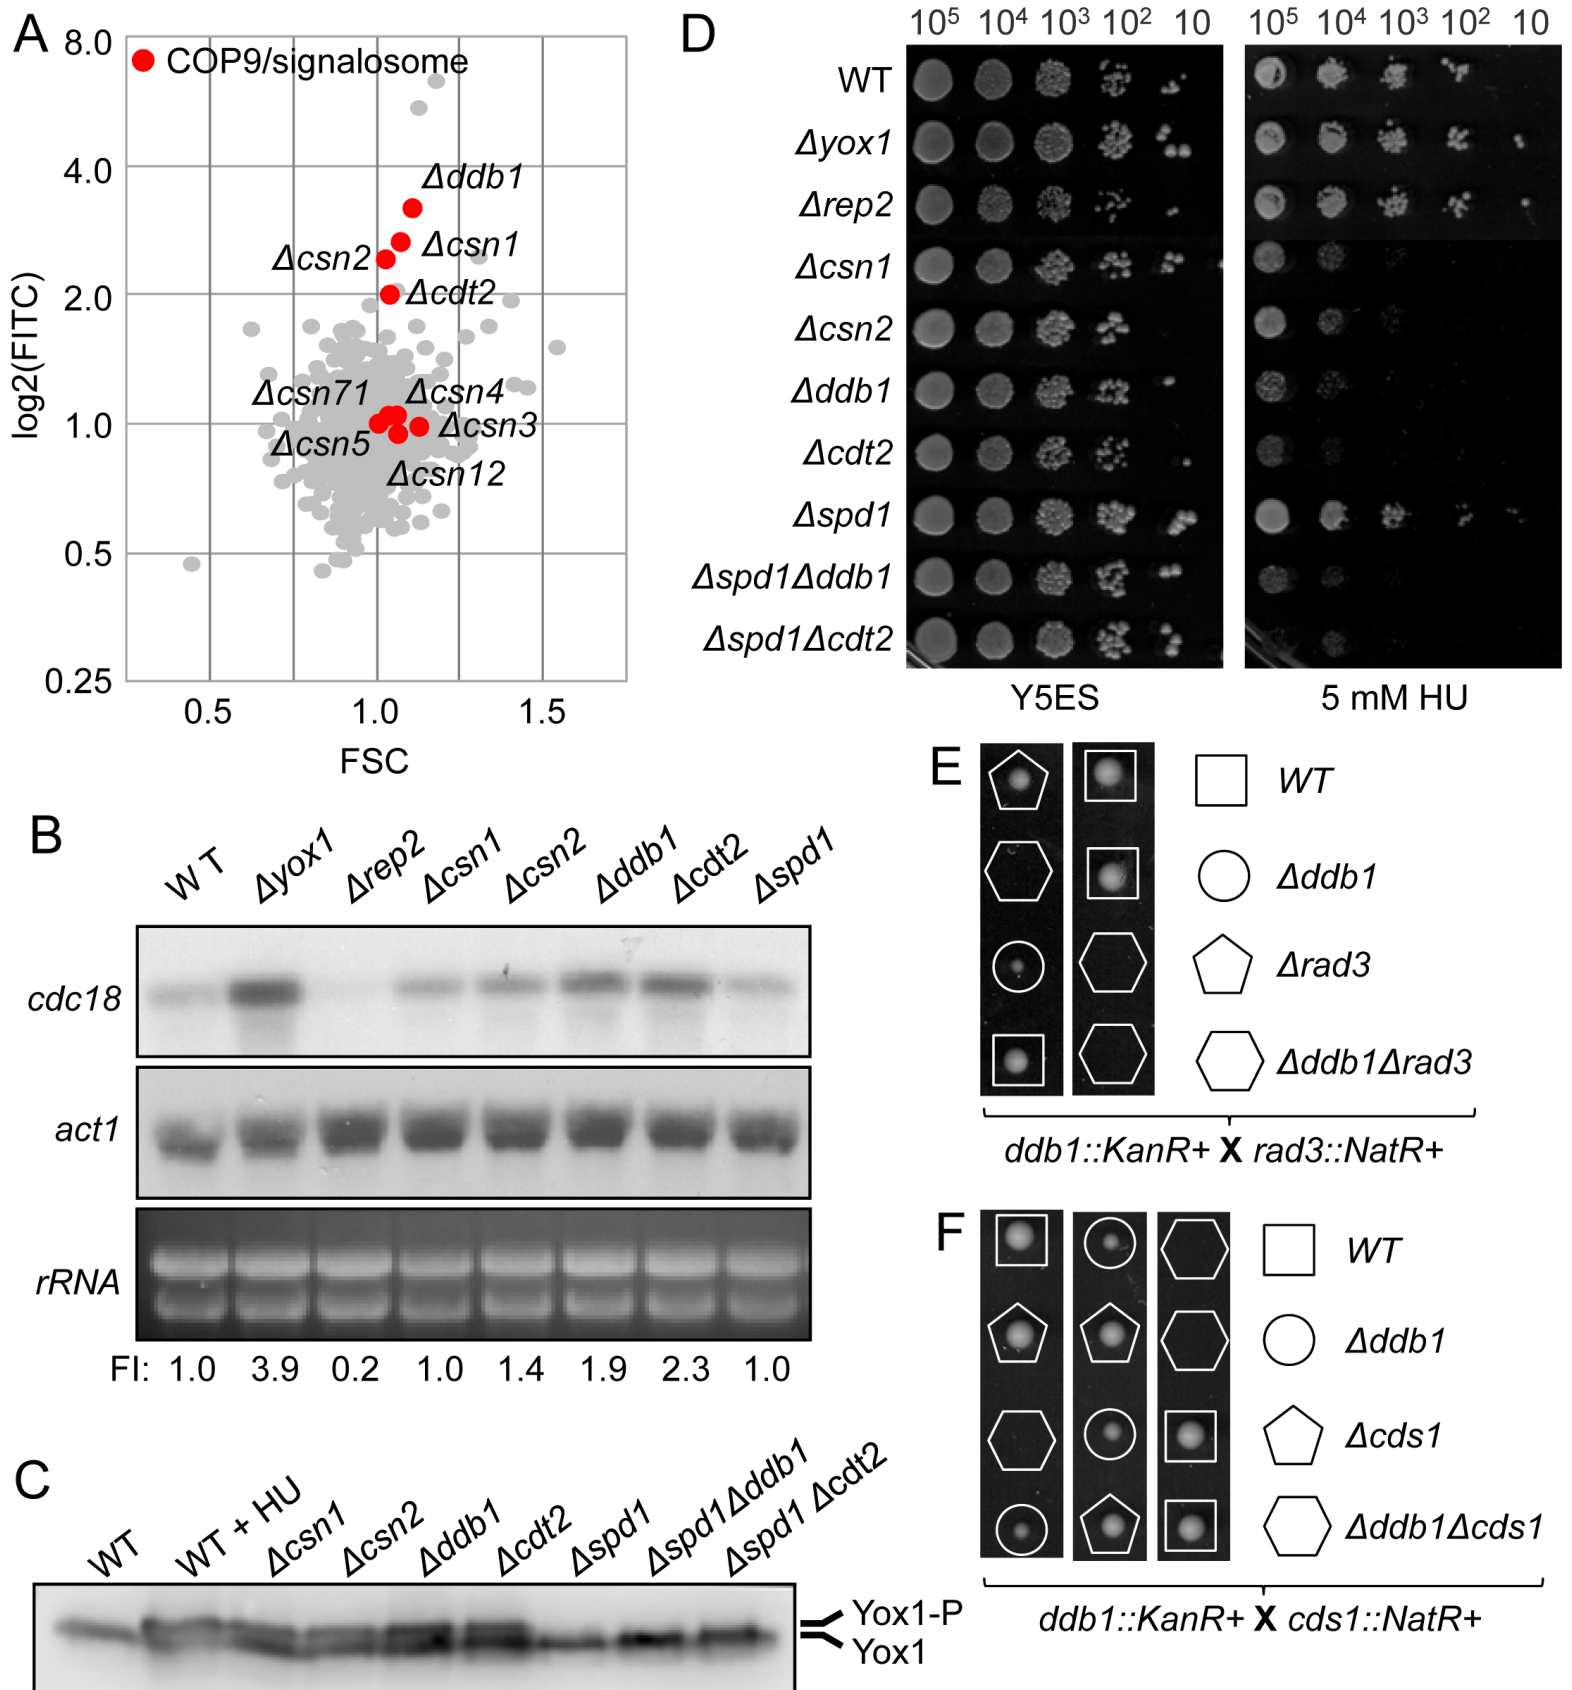 A
8.0
4.0
2.0
1.0
0.5
0.25
log2(FITC)
COP9/signalosome
Δddb1
Δcsn1
Δcsn2
Δcdt2
Δcsn71
Δcsn4
Δcsn3
Δcsn5
Δcsn12
0.5 1.0 1.5
FSC
B
WT Δyox1 Δrep2 Δcsn1 Δcsn2 Δddb1 Δcdt2 Δspd1
cdc18
act1
rRNA
FI: 1.0 3.9 0.2 1.0 1.4 1.9 2.3 1.0
C
WT WT + HU Δcsn1 Δcsn2 Δddb1 Δcdt2 Δspd1 Δspd1Δddb1 Δspd1 Δcdt2
Yox1-P
Yox1
D
10⁵ 10⁴ 10³ 10² 10 10⁵ 10⁴ 10³ 10² 10
WT
Δyox1
Δrep2
Δcsn1
Δcsn2
Δddb1
Δcdt2
Δspd1
Δspd1Δddb1
Δspd1Δcdt2
Y5ES 5 mM HU
E
WT
Δddb1
Δrad3
Δddb1Δrad3
ddb1::KanR+ X rad3::NatR+
F
WT
Δddb1
Δcds1
Δddb1Δcds1
ddb1::KanR+ X cds1::NatR+